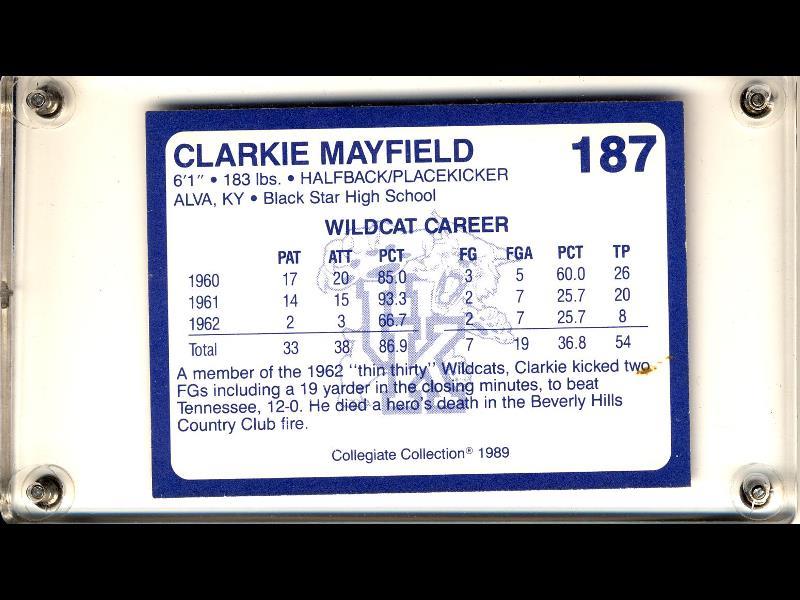 CLARKIE MAYFIELD 187
6'1" • 183 lbs. • HALFBACK/PLACEKICKER
ALVA, KY • Black Star High School
WILDCAT CAREER
PAT ATT PCT FG FGA PCT TP
1960 17 20 85.0 3 5 60.0 26
1961 14 15 93.3 2 7 25.7 20
1962 2 3 66.7 2 7 25.7 8
Total 33 38 86.9 7 19 36.8 54
A member of the 1962 "thin thirty" Wildcats, Clarkie kicked two
FGs including a 19 yarder in the closing minutes, to beat
Tennessee, 12-0. He died a hero's death in the Beverly Hills
Country Club fire.
UK
Collegiate Collection® 1989